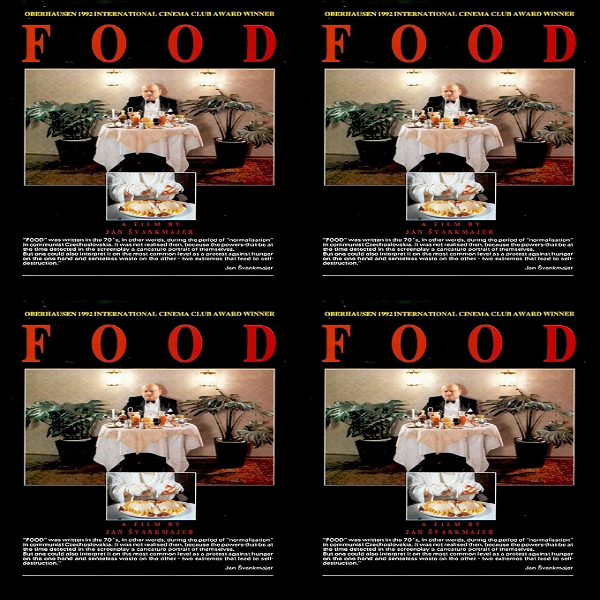 OBERHAUSEN 1992 INTERNATIONAL CINEMA CLUB AWARD WINNER
FOOD
A FILM BY
JAN ŠVANKMAJER
"FOOD" was written in the 70´s, in other words, during the period of "normalisation"
in communist Czechoslovakia. It was not realised then, because the powers-that-be at
the time detected in the screenplay a caricature portrait of themselves.
But one could also interpret it on the most common level as a protest against hunger
on the one hand and senseless waste on the other - two extremes that lead to self-
destruction."
Jan Švankmajer
OBERHAUSEN 1992 INTERNATIONAL CINEMA CLUB AWARD WINNER
FOOD
A FILM BY
JAN ŠVANKMAJER
"FOOD" was written in the 70´s, in other words, during the period of "normalisation"
in communist Czechoslovakia. It was not realised then, because the powers-that-be at
the time detected in the screenplay a caricature portrait of themselves.
But one could also interpret it on the most common level as a protest against hunger
on the one hand and senseless waste on the other - two extremes that lead to self-
destruction."
Jan Švankmajer
OBERHAUSEN 1992 INTERNATIONAL CINEMA CLUB AWARD WINNER
FOOD
A FILM BY
JAN ŠVANKMAJER
"FOOD" was written in the 70´s, in other words, during the period of "normalisation"
in communist Czechoslovakia. It was not realised then, because the powers-that-be at
the time detected in the screenplay a caricature portrait of themselves.
But one could also interpret it on the most common level as a protest against hunger
on the one hand and senseless waste on the other - two extremes that lead to self-
destruction."
Jan Švankmajer
OBERHAUSEN 1992 INTERNATIONAL CINEMA CLUB AWARD WINNER
FOOD
A FILM BY
JAN ŠVANKMAJER
"FOOD" was written in the 70´s, in other words, during the period of "normalisation"
in communist Czechoslovakia. It was not realised then, because the powers-that-be at
the time detected in the screenplay a caricature portrait of themselves.
But one could also interpret it on the most common level as a protest against hunger
on the one hand and senseless waste on the other - two extremes that lead to self-
destruction."
Jan Švankmajer